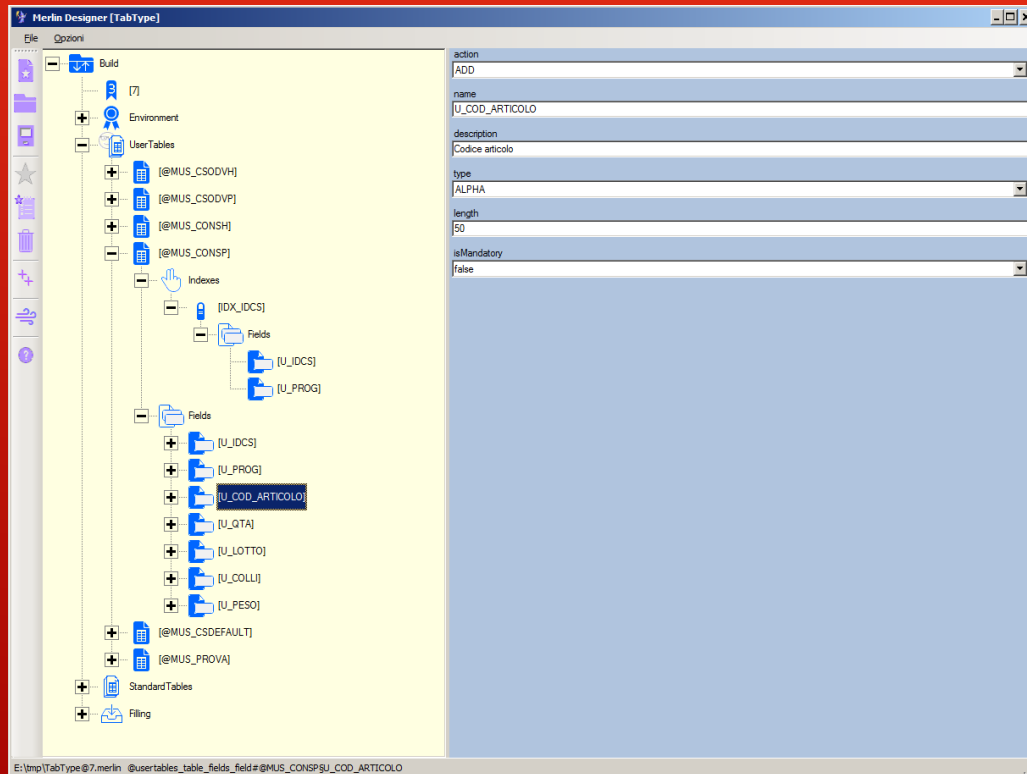 Merlin Designer [TabType]
File Opzioni
Build
3 [7]
Environment
UserTables
[@MUS_CSODVH]
[@MUS_CSODVP]
[@MUS_CONSH]
[@MUS_CONSP]
Indexes
[IDX_IDCS]
Fields
[U_IDCS]
[U_PROG]
Fields
[U_IDCS]
[U_PROG]
[U_COD_ARTICOLO]
[U_QTA]
[U_LOTTO]
[U_COLLI]
[U_PESO]
[@MUS_CSDEFAULT]
[@MUS_PROVA]
StandardTables
Filling
action
ADD
name
U_COD_ARTICOLO
description
Codice articolo
type
ALPHA
length
50
isMandatory
false
E:\tmp\TabType@7.merlin @usertables_table_fields_field#@MUS_CONSP§U_COD_ARTICOLO